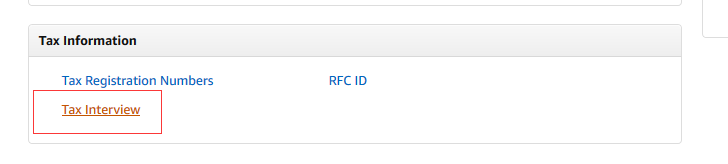 Tax Information
Tax Registration Numbers RFC ID
Tax Interview